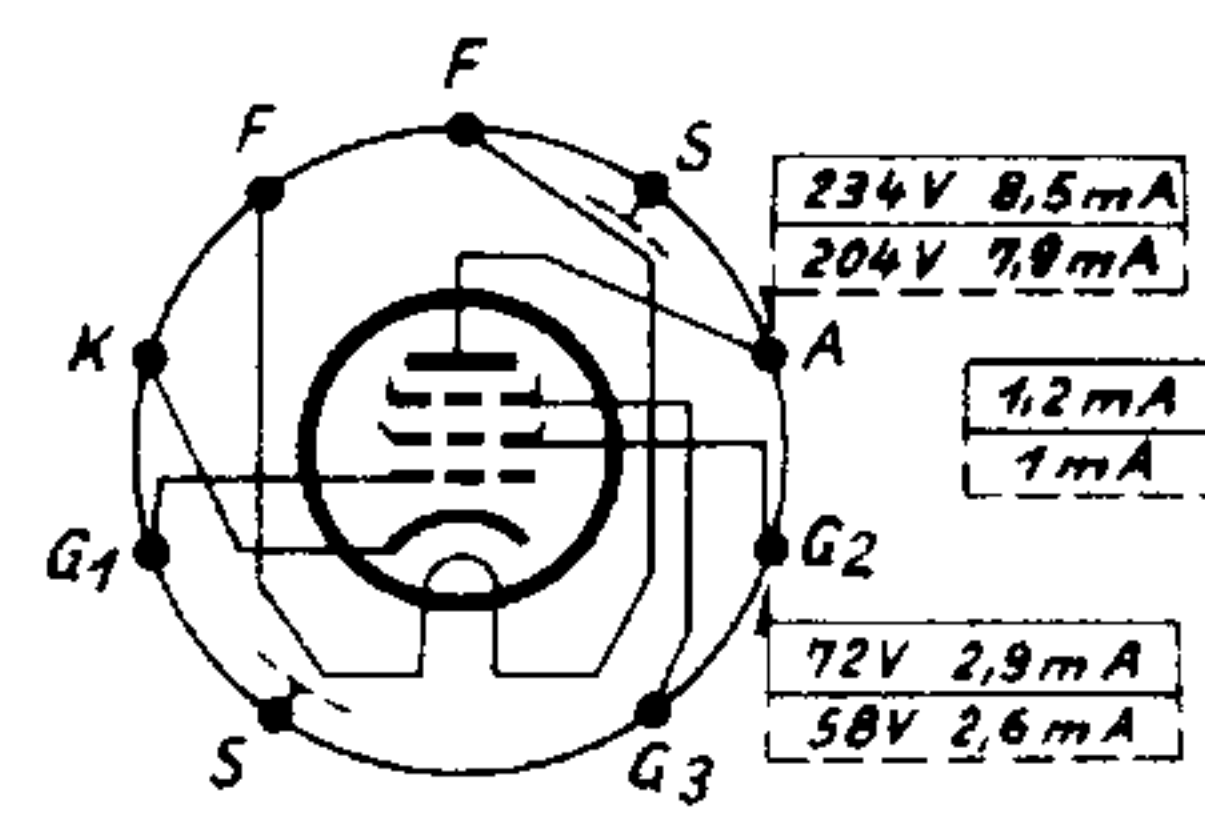 F
F
S
234V 8,5mA
204V 7,9mA
K
A
1,2mA
1mA
G1
G2
72V 2,9mA
58V 2,6mA
S
G3